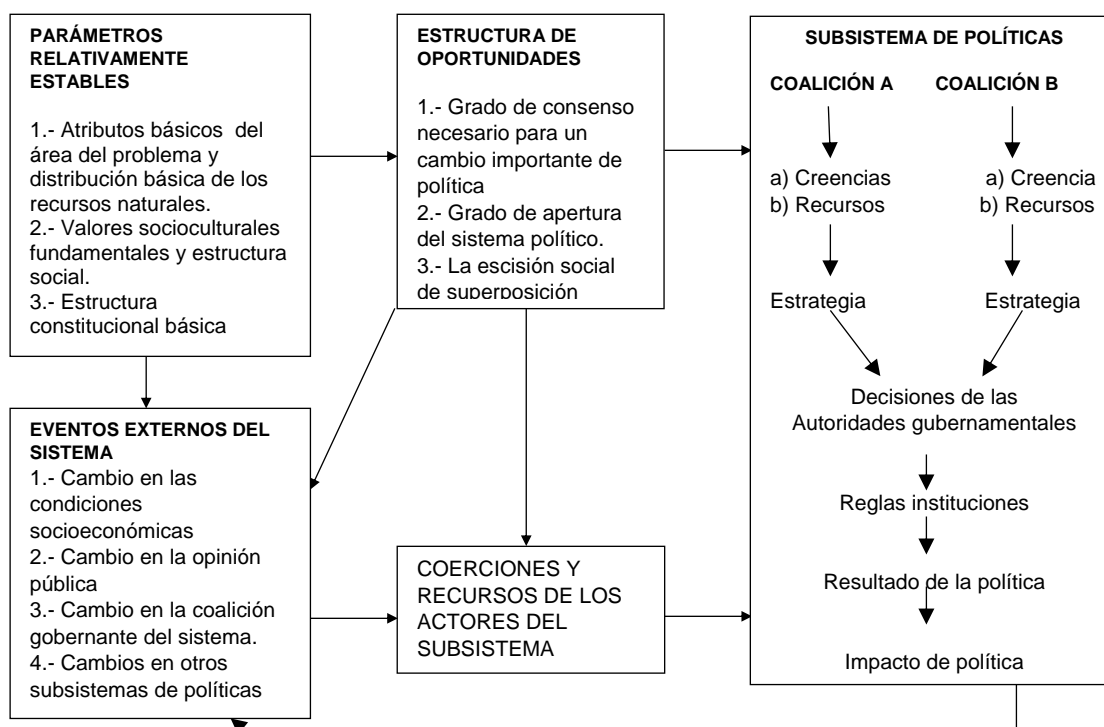 PARÁMETROS
RELATIVAMENTE
ESTABLES
1.- Atributos básicos del
área del problema y
distribución básica de los
recursos naturales.
2.- Valores socioculturales
fundamentales y estructura
social.
3.- Estructura
constitucional básica
ESTRUCTURA DE
OPORTUNIDADES
1.- Grado de consenso
necesario para un
cambio importante de
política
2.- Grado de apertura
del sistema político.
3.- La escisión social
de superposición
SUBSISTEMA DE POLÍTICAS
COALICIÓN A COALICIÓN B
a) Creencias a) Creencia
b) Recursos b) Recursos
Estrategia Estrategia
Decisiones de las
Autoridades gubernamentales
Reglas instituciones
Resultado de la política
Impacto de política
EVENTOS EXTERNOS DEL
SISTEMA
1.- Cambio en las
condiciones
socioeconómicas
2.- Cambio en la opinión
pública
3.- Cambio en la coalición
gobernante del sistema.
4.- Cambios en otros
subsistemas de políticas
COERCIONES Y
RECURSOS DE LOS
ACTORES DEL
SUBSISTEMA